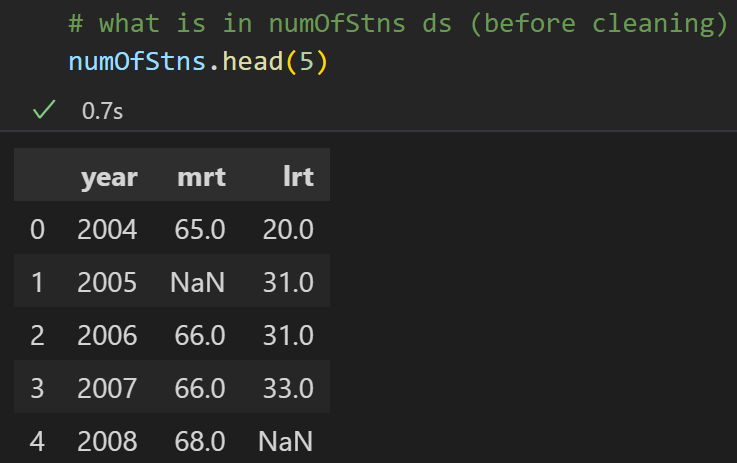 # what is in numOfStns ds (before cleaning)
numOfStns.head(5)
0.7s
year mrt lrt
0 2004 65.0 20.0
1 2005 NaN 31.0
2 2006 66.0 31.0
3 2007 66.0 33.0
4 2008 68.0 NaN